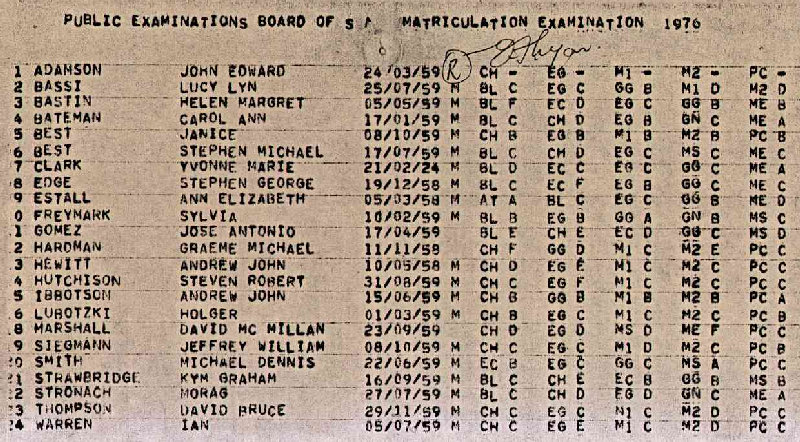 PUBLIC EXAMINATIONS BOARD OF S A MATRICULATION EXAMINATION 1976
R
1 ADAMSON JOHN EDWARD 24/03/59 CH - EG - M1 - M2 - PC -
2 BASSI LUCY LYN 25/07/59 M BL C EG C GG B M1 D M2 D
3 BASTIN HELEN MARGRET 05/05/59 M BL F EC D EG C GG B ME B
4 BATEMAN CAROL ANN 17/01/59 M BL C CH D EG B GN C ME A
5 BEST JANICE 08/10/59 M CH B EG B M1 B M2 B PC B
6 BEST STEPHEN MICHAEL 17/07/59 M BL C CH D EG C MS C ME C
7 CLARK YVONNE MARIE 21/02/24 M BL D EC C EG C GG C ME A
8 EDGE STEPHEN GEORGE 19/12/58 M BL C EC F EG B GG C ME B
9 ESTALL ANN ELIZABETH 05/03/58 M AT A BL C EG C GG B ME D
0 FREYMARK SYLVIA 10/02/59 M BL B EG B GG A GN B MS C
1 GOMEZ JOSE ANTONIO 17/04/59 BL E CH E EC D GG C MS D
2 HARDMAN GRAEME MICHAEL 11/11/58 CH F GG D M1 C M2 E PC C
3 HEWITT ANDREW JOHN 10/05/58 M CH D EG E M1 C M2 C PC C
4 HUTCHISON STEVEN ROBERT 31/08/59 M CH C EG F M1 C M2 C PC C
5 IBBOTSON ANDREW JOHN 15/06/59 M CH B GG B M1 B M2 B PC A
6 LUBOTZKI HOLGER 01/03/59 M CH B EG C M1 C M2 C PC B
8 MARSHALL DAVID MC MILLAN 23/09/59 CH D EG D MS D ME F PC C
9 SIEGMANN JEFFREY WILLIAM 08/10/59 M CH C EG C M1 D M2 C PC B
20 SMITH MICHAEL DENNIS 22/06/59 M EC B EG C GG C MS A PC C
21 STRAWBRIDGE KYM GRAHAM 16/09/59 M BL C CH E EC B GG B MS B
22 STRONACH MORAG 27/07/59 M BL C CH D EG D GN C ME A
23 THOMPSON DAVID BRUCE 29/11/59 M CH C EG C M1 C M2 D PC C
24 WARREN IAN 05/07/59 M CH C EG E M1 C M2 D PC C